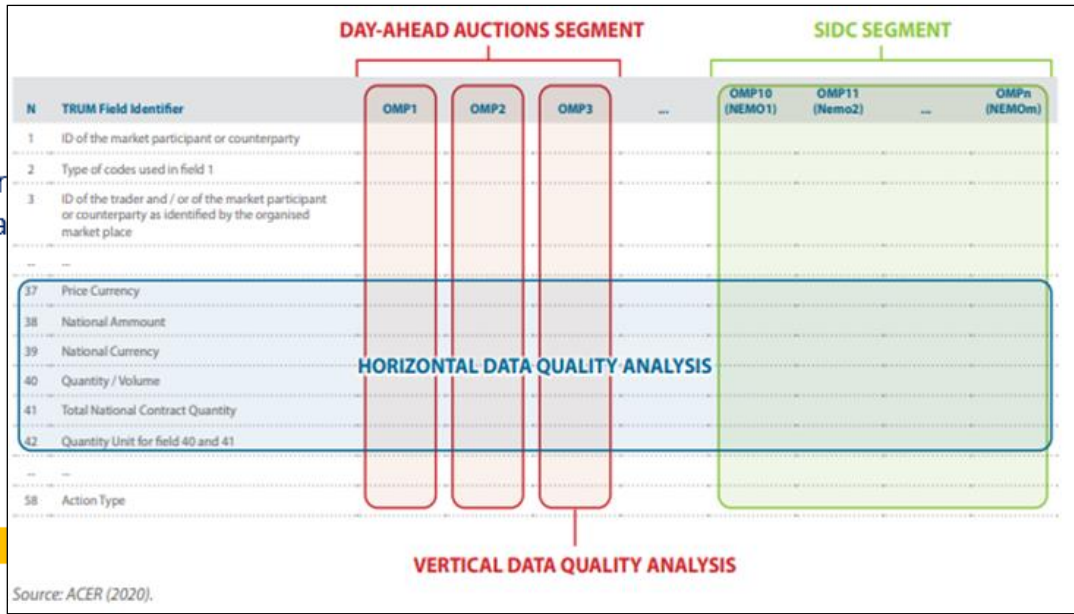 DAY-AHEAD AUCTIONS SEGMENT
SIDC SEGMENT
N TRUM Field Identifier OMP1 OMP2 OMP3 ... OMP10 (NEMO1) OMP11 (Nemo2) ... OMPn (NEMOm)
1 ID of the market participant or counterparty
2 Type of codes used in field 1
3 ID of the trader and / or of the market participant
or counterparty as identified by the organised
market place
... ...
37 Price Currency
38 National Ammount
39 National Currency
HORIZONTAL DATA QUALITY ANALYSIS
40 Quantity / Volume
41 Total National Contract Quantity
42 Quantity Unit for field 40 and 41
... ...
58 Action Type
VERTICAL DATA QUALITY ANALYSIS
Source: ACER (2020).